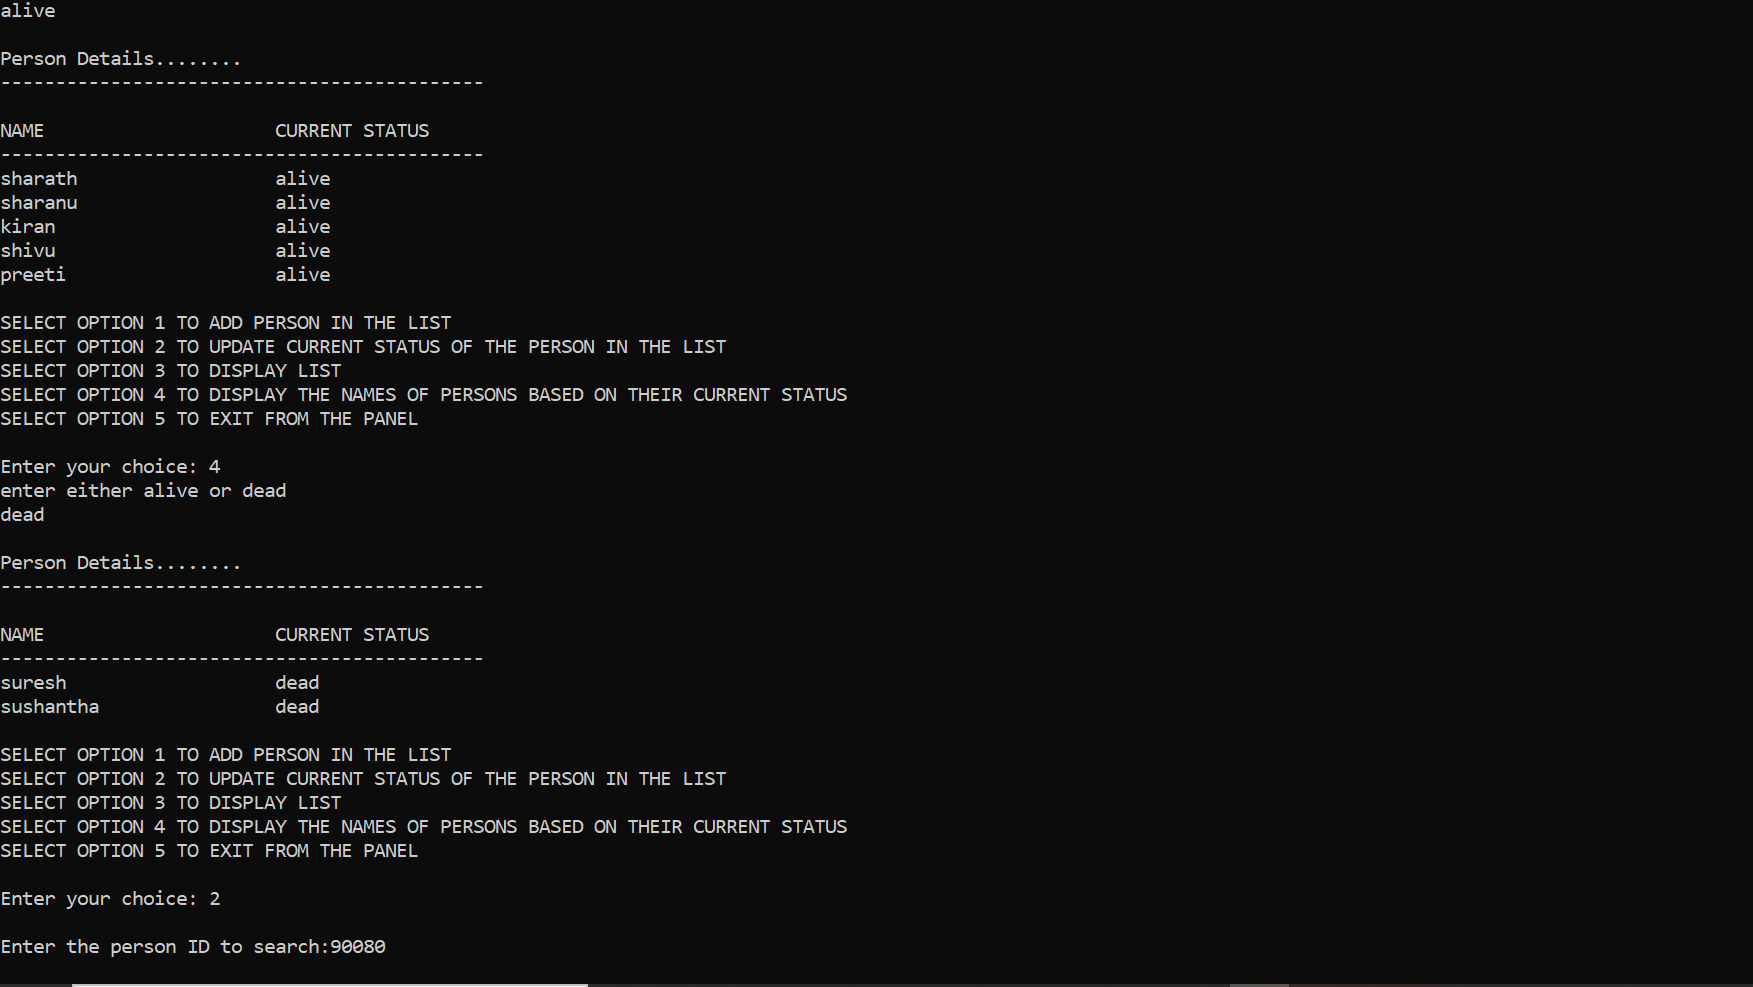 alive
Person Details........
--------------------------------------------
NAME                     CURRENT STATUS
--------------------------------------------
sharath                  alive
sharanu                  alive
kiran                    alive
shivu                    alive
preeti                   alive
SELECT OPTION 1 TO ADD PERSON IN THE LIST
SELECT OPTION 2 TO UPDATE CURRENT STATUS OF THE PERSON IN THE LIST
SELECT OPTION 3 TO DISPLAY LIST
SELECT OPTION 4 TO DISPLAY THE NAMES OF PERSONS BASED ON THEIR CURRENT STATUS
SELECT OPTION 5 TO EXIT FROM THE PANEL
Enter your choice: 4
enter either alive or dead
dead
Person Details........
--------------------------------------------
NAME                     CURRENT STATUS
--------------------------------------------
suresh                   dead
sushantha                dead
SELECT OPTION 1 TO ADD PERSON IN THE LIST
SELECT OPTION 2 TO UPDATE CURRENT STATUS OF THE PERSON IN THE LIST
SELECT OPTION 3 TO DISPLAY LIST
SELECT OPTION 4 TO DISPLAY THE NAMES OF PERSONS BASED ON THEIR CURRENT STATUS
SELECT OPTION 5 TO EXIT FROM THE PANEL
Enter your choice: 2
Enter the person ID to search:90080